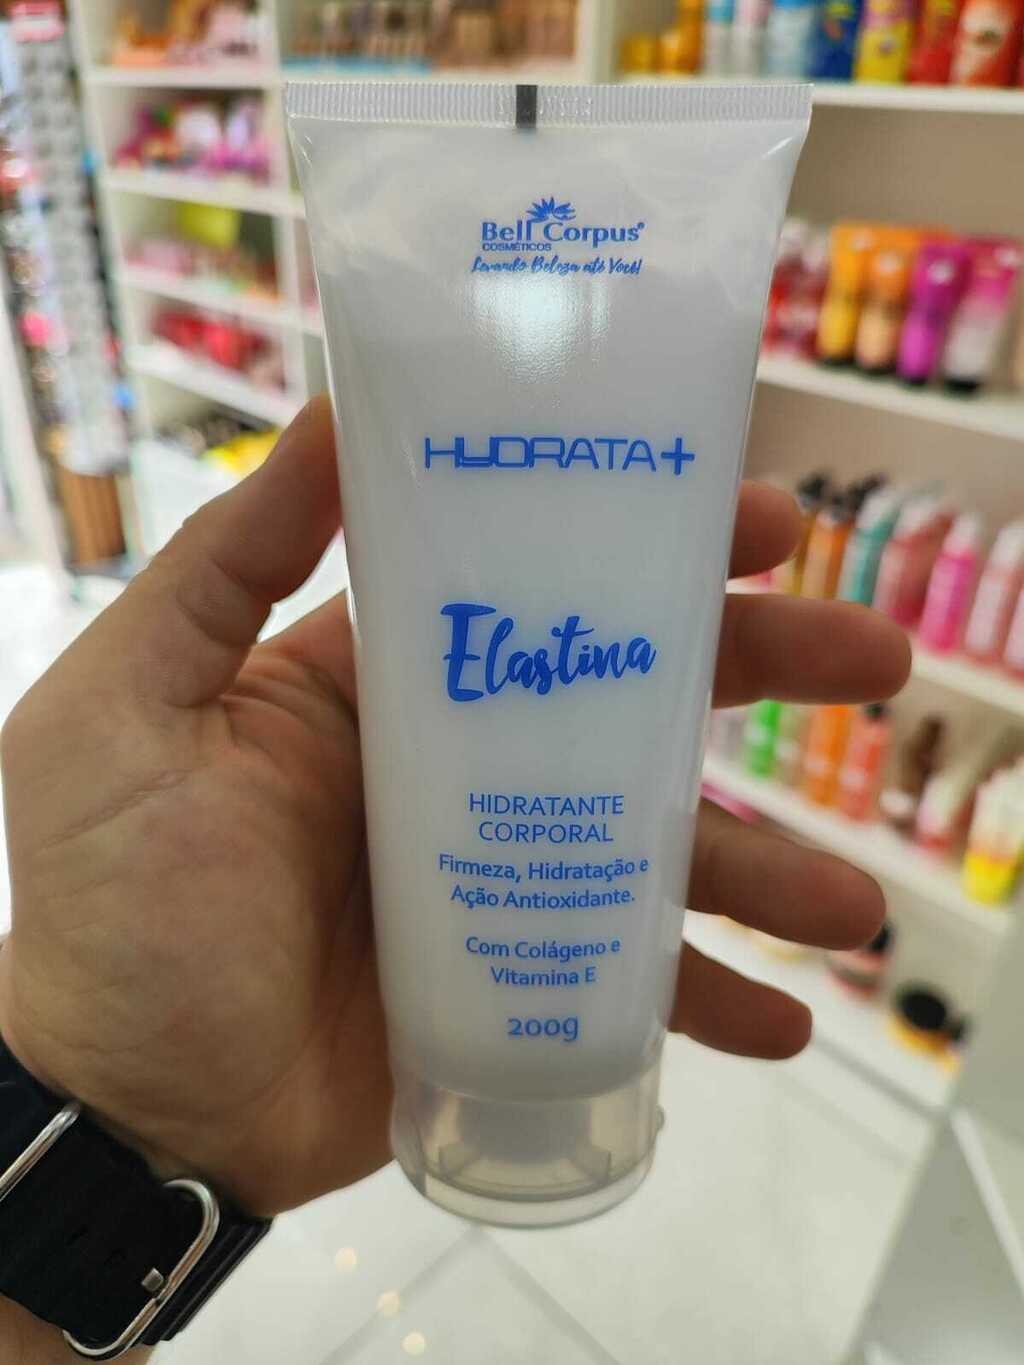 Bell Corpus®
COSMÉTICOS
Levando Beleza até Você!
HYDRATA+
Elastina
HIDRATANTE
CORPORAL
Firmeza, Hidratação e
Ação Antioxidante.
Com Colágeno e
Vitamina E
200g